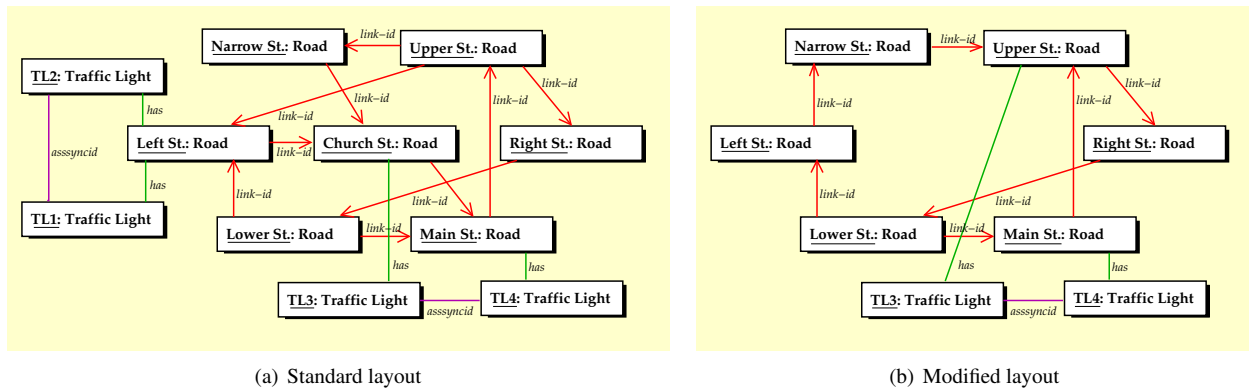 Narrow St.: Road
link−id
Upper St.: Road
TL2: Traffic Light
has
link−id
link−id
link−id
link−id
Left St.: Road
link−id
Church St.: Road
Right St.: Road
asssyncid
has
link−id
link−id
TL1: Traffic Light
Lower St.: Road
link−id
Main St.: Road
has
has
TL3: Traffic Light
asssyncid
TL4: Traffic Light
(a) Standard layout
Narrow St.: Road
link−id
Upper St.: Road
link−id
link−id
link−id
Left St.: Road
Right St.: Road
link−id
link−id
Lower St.: Road
link−id
Main St.: Road
has
has
TL3: Traffic Light
asssyncid
TL4: Traffic Light
(b) Modified layout